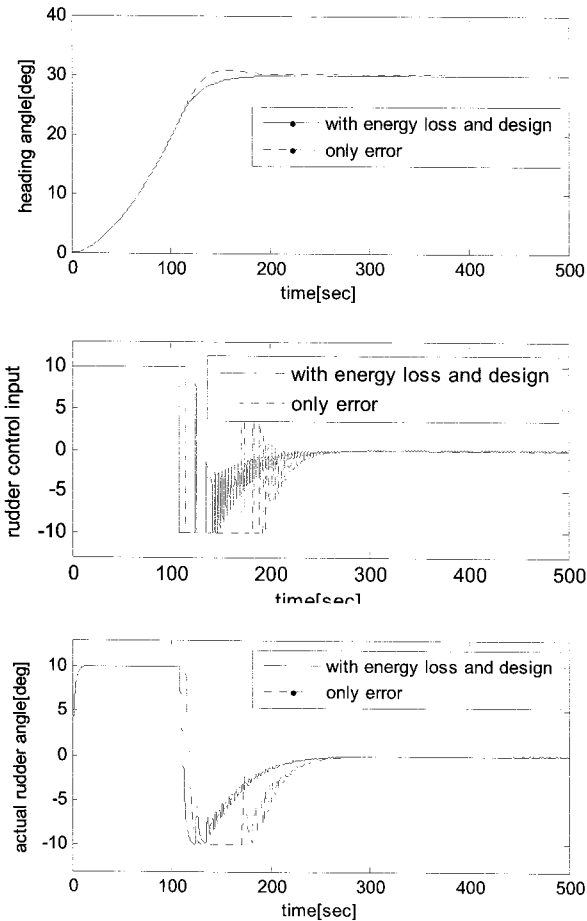 40
30
20
10
0
heading angle[deg]
with energy loss and design
only error
0 100 200 300 400 500
time[sec]
10
5
0
-5
-10
rudder control input
with energy loss and design
only error
0 100 200 300 400 500
time[sec]
10
5
0
-5
-10
actual rudder angle[deg]
with energy loss and design
only error
0 100 200 300 400 500
time[sec]